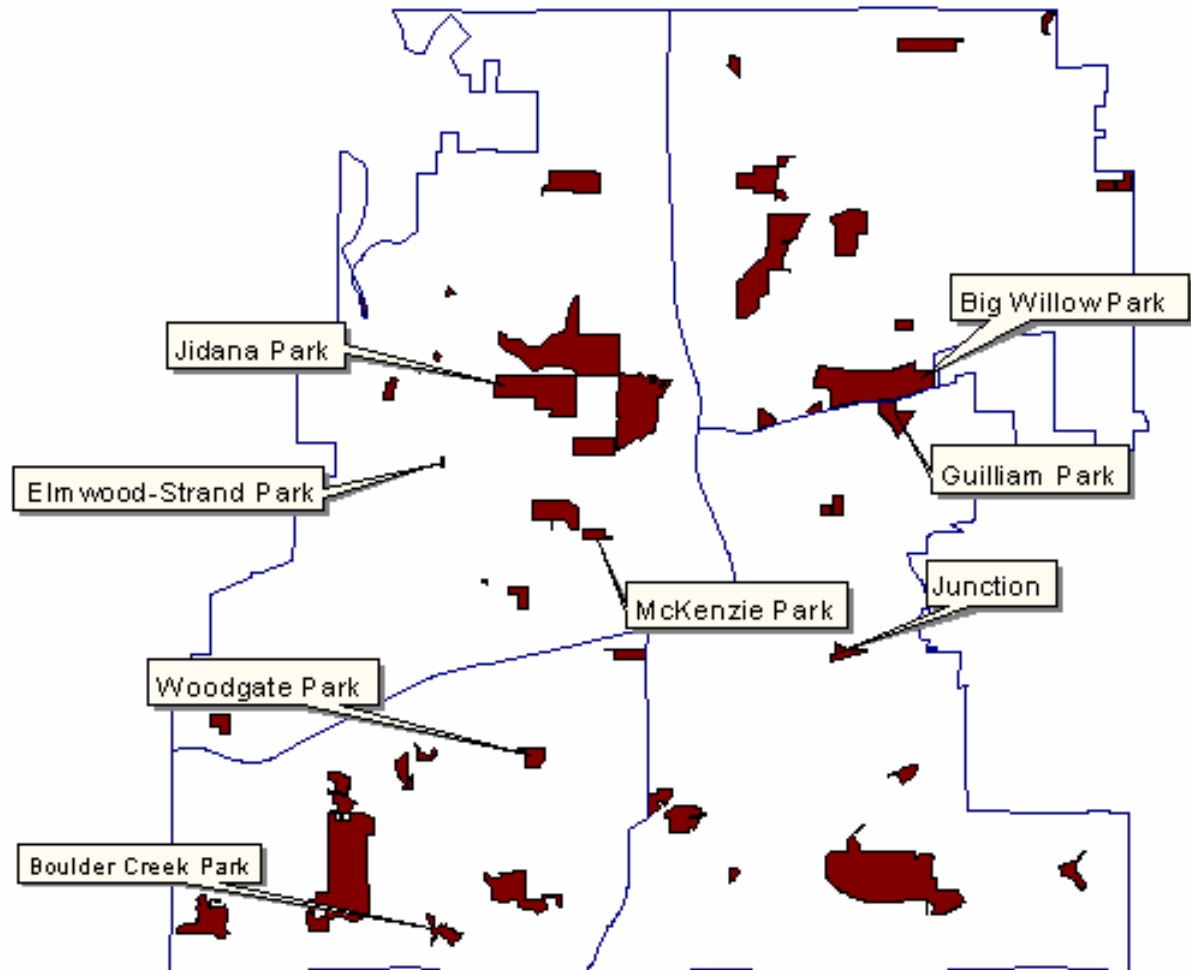 Big Willow Park
Jidana Park
Guilliam Park
Elmwood-Strand Park
Junction
McKenzie Park
Woodgate Park
Boulder Creek Park